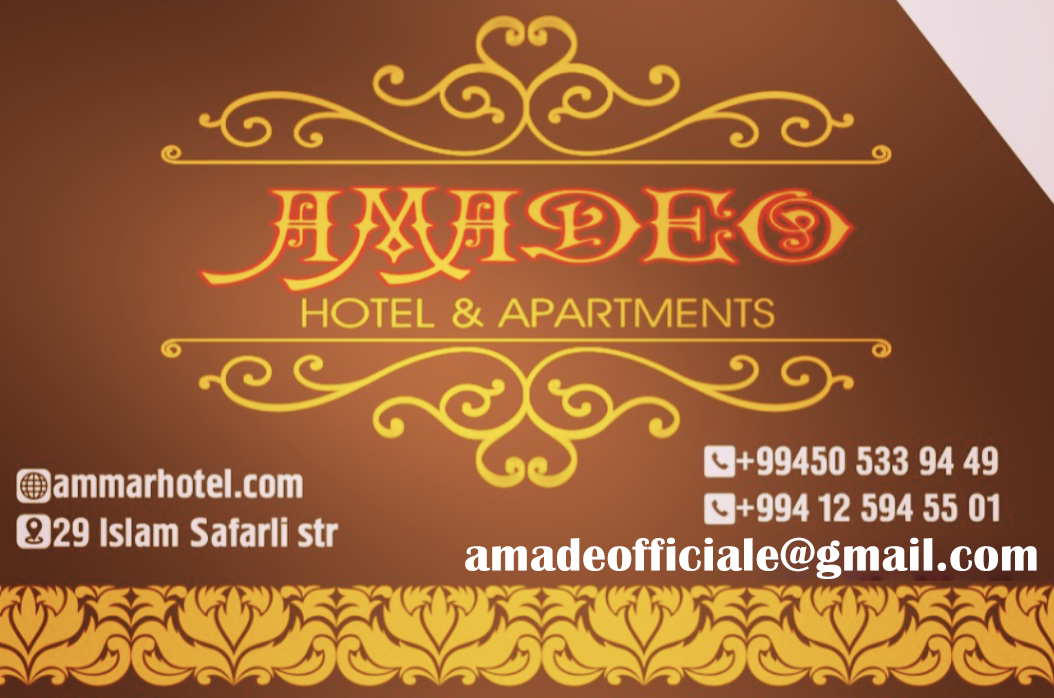 AMADEO
HOTEL & APARTMENTS
ammarhotel.com
29 Islam Safarli str
+99450 533 94 49
+994 12 594 55 01
amadeofficiale@gmail.com